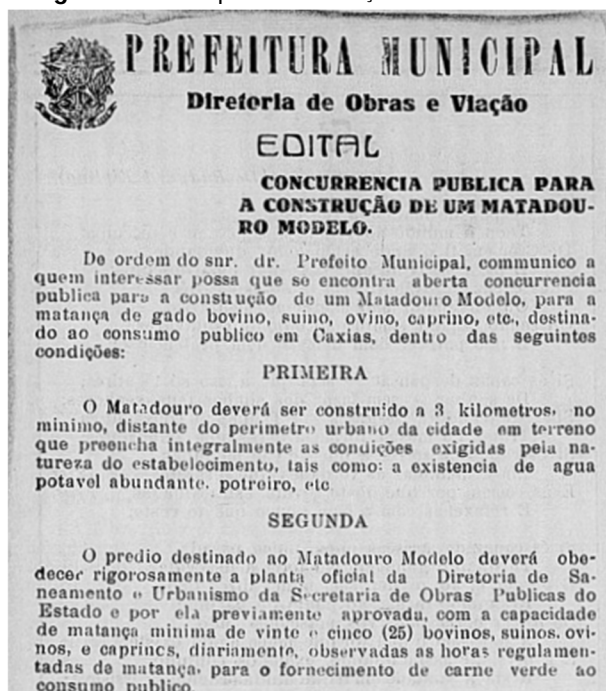 PREFEITURA MUNICIPAL
Diretoria de Obras e Viação
EDITAL
CONCURRENCIA PUBLICA PARA
A CONSTRUÇÃO DE UM MATADOU-
RO MODELO.
De ordem do snr. dr. Prefeito Municipal, communico a
quem interessar possa que se encontra aberta concurrencia
publica para a constiução de um Matadouro Modelo, para a
matança de gado bovino, suino, ovino, caprino, etc., destina-
do ao consumo publico em Caxias, dentro das seguintes
condições:
PRIMEIRA
O Matadouro deverá ser construido a 3 kilometros, no
minimo, distante do perimetro urbano da cidade em terreno
que preencha integralmente as condições exigidas pela na-
tureza do estabelecimento, tais como: a existencia de agua
potavel abundante, potreiro, etc
SEGUNDA
O predio destinado ao Matadouro Modelo deverá obe-
decer rigorosamente a planta oficial da Diretoria de Sa-
neamento e Urbanismo da Secretaria de Obras Publicas do
Estado e por ela previamente aprovada, com a capacidade
de matança minima de vinte e cinco (25) bovinos, suinos, ovi-
nos, e caprincs, diariamente, observadas as horas regulamen-
tadas de matança, para o fornecimento de carne verde ao
consumo publico.